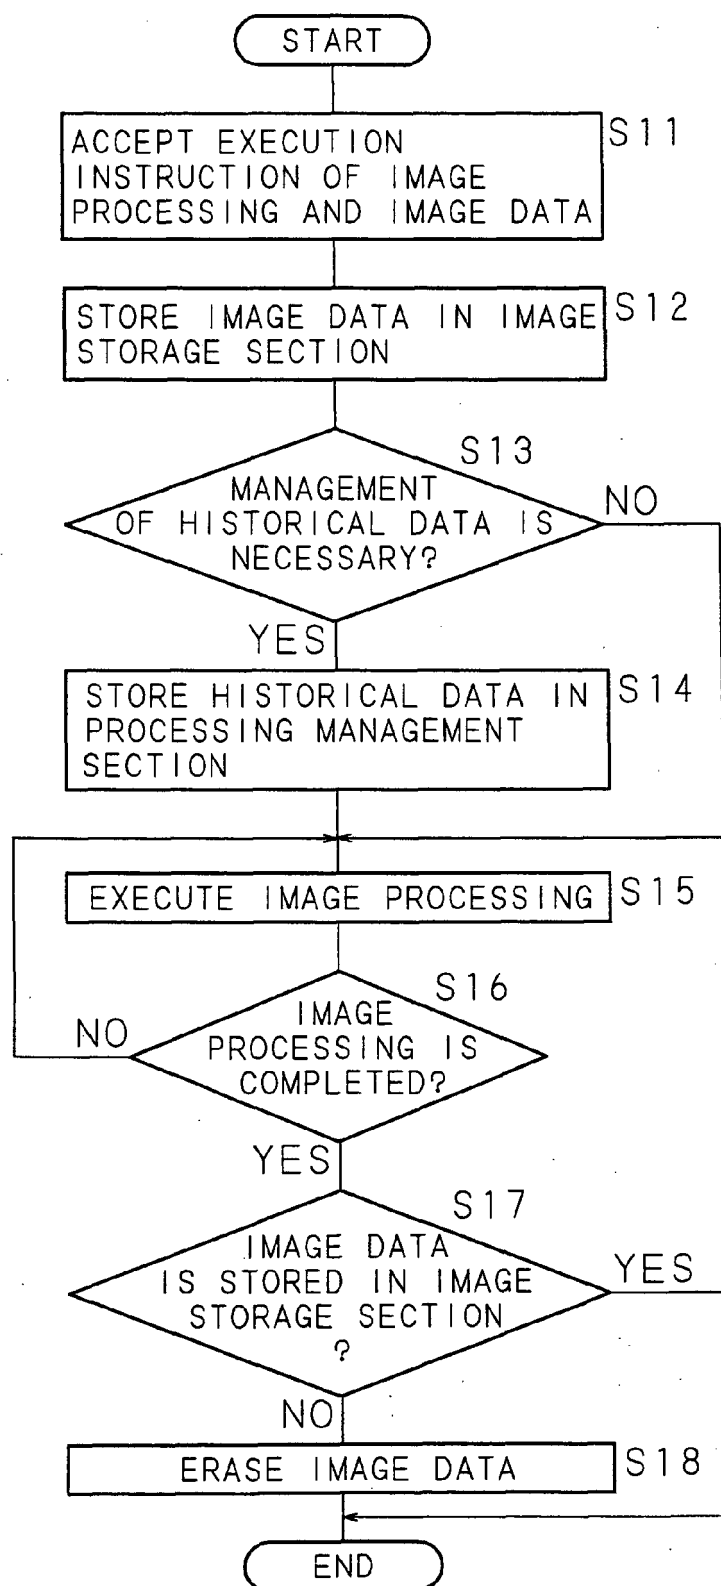 START
S11
ACCEPT EXECUTION
INSTRUCTION OF IMAGE
PROCESSING AND IMAGE DATA
S12
STORE IMAGE DATA IN IMAGE
STORAGE SECTION
S13
MANAGEMENT
OF HISTORICAL DATA IS
NECESSARY?
NO
YES
S14
STORE HISTORICAL DATA IN
PROCESSING MANAGEMENT
SECTION
EXECUTE IMAGE PROCESSING
S15
S16
IMAGE
PROCESSING IS
COMPLETED?
NO
YES
S17
IMAGE DATA
IS STORED IN IMAGE
STORAGE SECTION
?
YES
NO
ERASE IMAGE DATA
S18
END